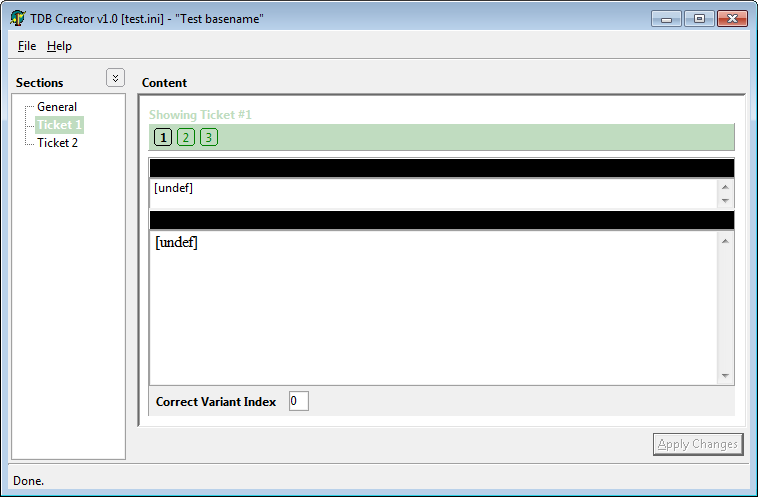 TDB Creator v1.0 [test.ini] - "Test basename"
File Help
Sections
Content
General
Ticket 1
Ticket 2
Showing Ticket #1
1 2 3
[undef]
[undef]
Correct Variant Index 0
Apply Changes
Done.